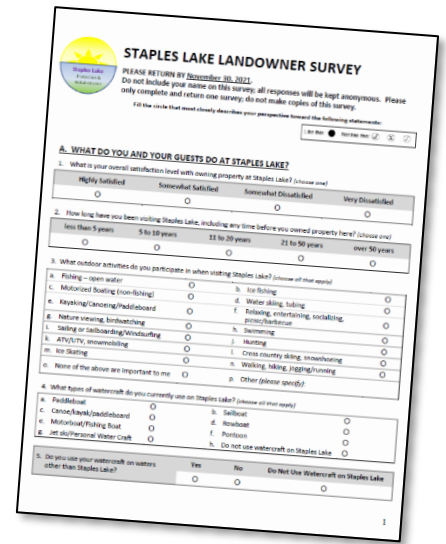 Staples Lake
STAPLES LAKE LANDOWNER SURVEY
PLEASE RETURN BY November 30, 2021.
Do not include your name on this survey; all responses will be kept anonymous. Please
only complete and return one survey; do not make copies of this survey.
Fill the circle that most closely describes your perspective toward the following statements:
Like this: Not like this:
A. WHAT DO YOU AND YOUR GUESTS DO AT STAPLES LAKE?
1. What is your overall satisfaction level with owning property at Staples Lake? (choose one)
Highly Satisfied Somewhat Satisfied Somewhat Dissatisfied Very Dissatisfied
2. How long have you been visiting Staples Lake, including any time before you owned property here? (choose one)
less than 5 years 5 to 10 years 11 to 20 years 21 to 50 years over 50 years
3. What outdoor activities do you participate in when visiting Staples Lake? (choose all that apply)
a. Fishing – open water b. Ice fishing
c. Motorized Boating (non-fishing) d. Water skiing, tubing
e. Kayaking/Canoeing/Paddleboard f. Relaxing, entertaining, socializing,
picnic/barbecue
g. Nature viewing, birdwatching h. Swimming
i. Sailing or Sailboarding/Windsurfing j. Hunting
k. ATV/UTV, snowmobiling l. Cross country skiing, snowshoeing
m. Ice Skating n. Walking, hiking, jogging/running
o. None of the above are important to me p. Other (please specify):
4. What types of watercraft do you currently use on Staples Lake? (choose all that apply)
a. Paddleboat b. Sailboat
c. Canoe/kayak/paddleboard d. Rowboat
e. Motorboat/Fishing Boat f. Pontoon
g. Jet ski/Personal Water Craft h. Do not use watercraft on Staples Lake
5. Do you use your watercraft on waters Yes No Do Not Use Watercraft on Staples Lake
other than Staples Lake?
1